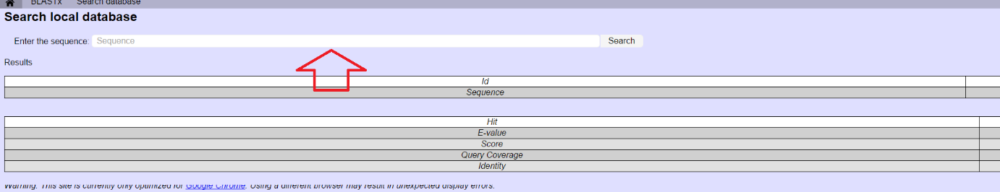 BLASTx Search database
Search local database
Enter the sequence: Sequence Search
Results
Id
Sequence
Hit
E-value
Score
Query Coverage
Identity
Warning: This site is currently only optimized for Google Chrome. Using a different browser may result in unexpected display errors.